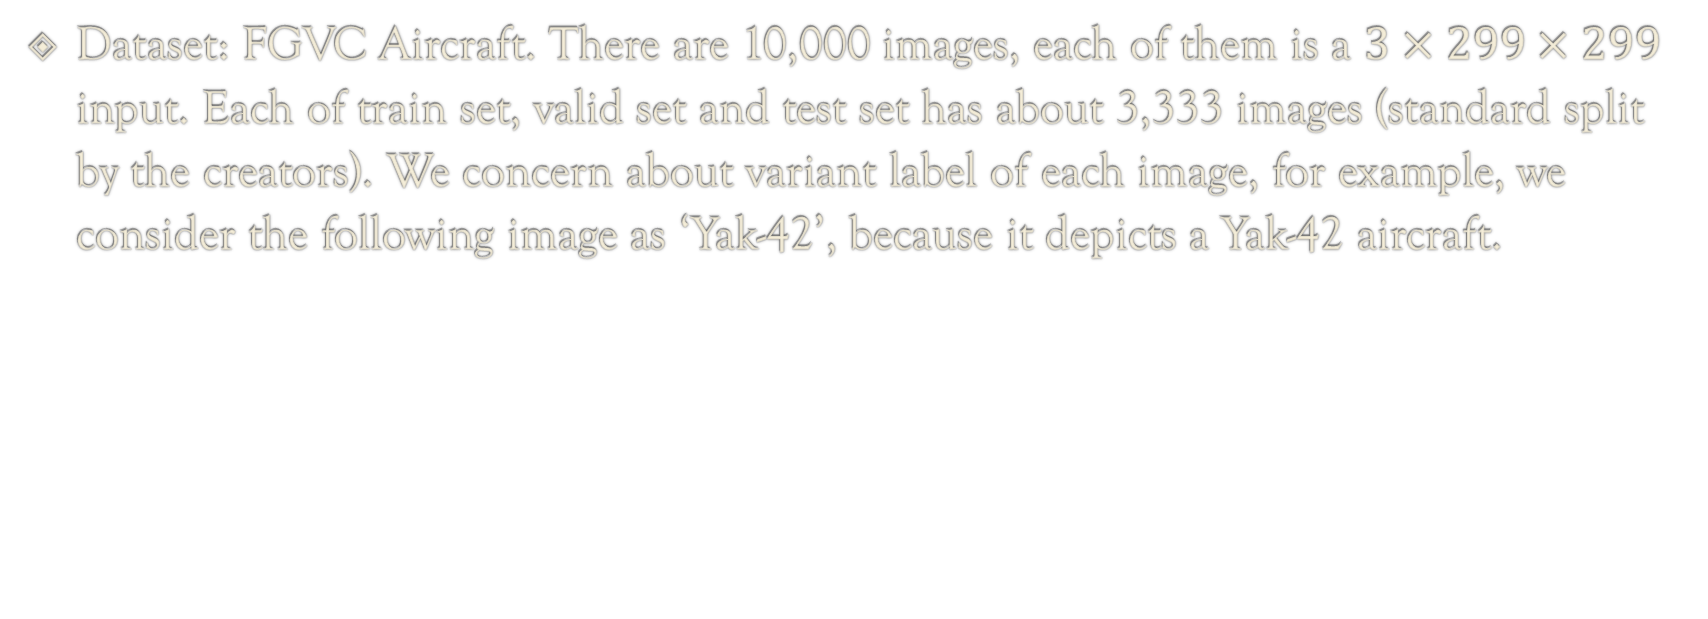 Dataset: FGVC Aircraft. There are 10,000 images, each of them is a 3 × 299 × 299
input. Each of train set, valid set and test set has about 3,333 images (standard split
by the creators). We concern about variant label of each image, for example, we
consider the following image as ‘Yak-42’, because it depicts a Yak-42 aircraft.